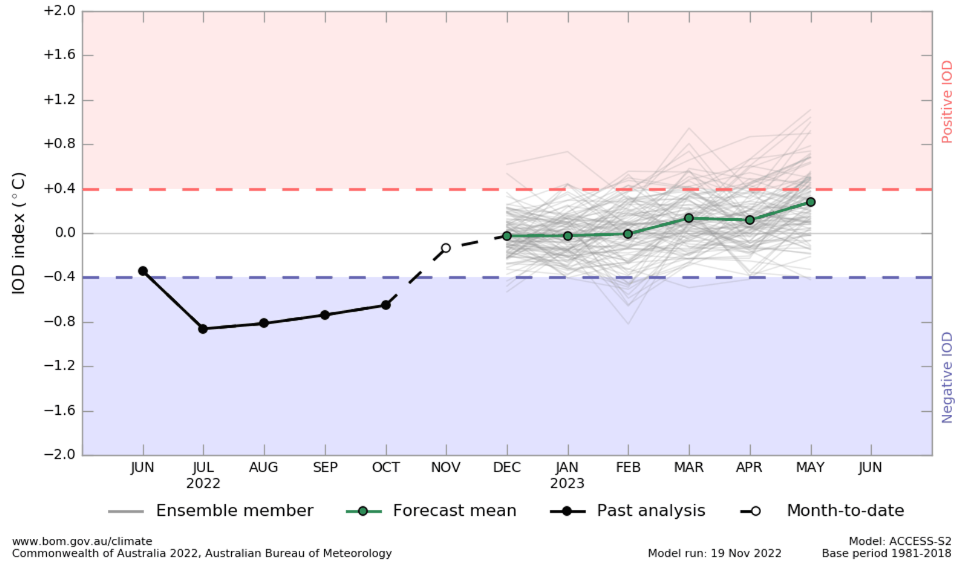 +2.0
+1.6
+1.2
+0.8
+0.4
0.0
−0.4
−0.8
−1.2
−1.6
−2.0
IOD index (°C)
Positive IOD
Negative IOD
JUN JUL AUG SEP OCT NOV DEC JAN FEB MAR APR MAY JUN
2022 2023
Ensemble member Forecast mean Past analysis Month-to-date
www.bom.gov.au/climate Model: ACCESS-S2
Commonwealth of Australia 2022, Australian Bureau of Meteorology Model run: 19 Nov 2022 Base period 1981-2018